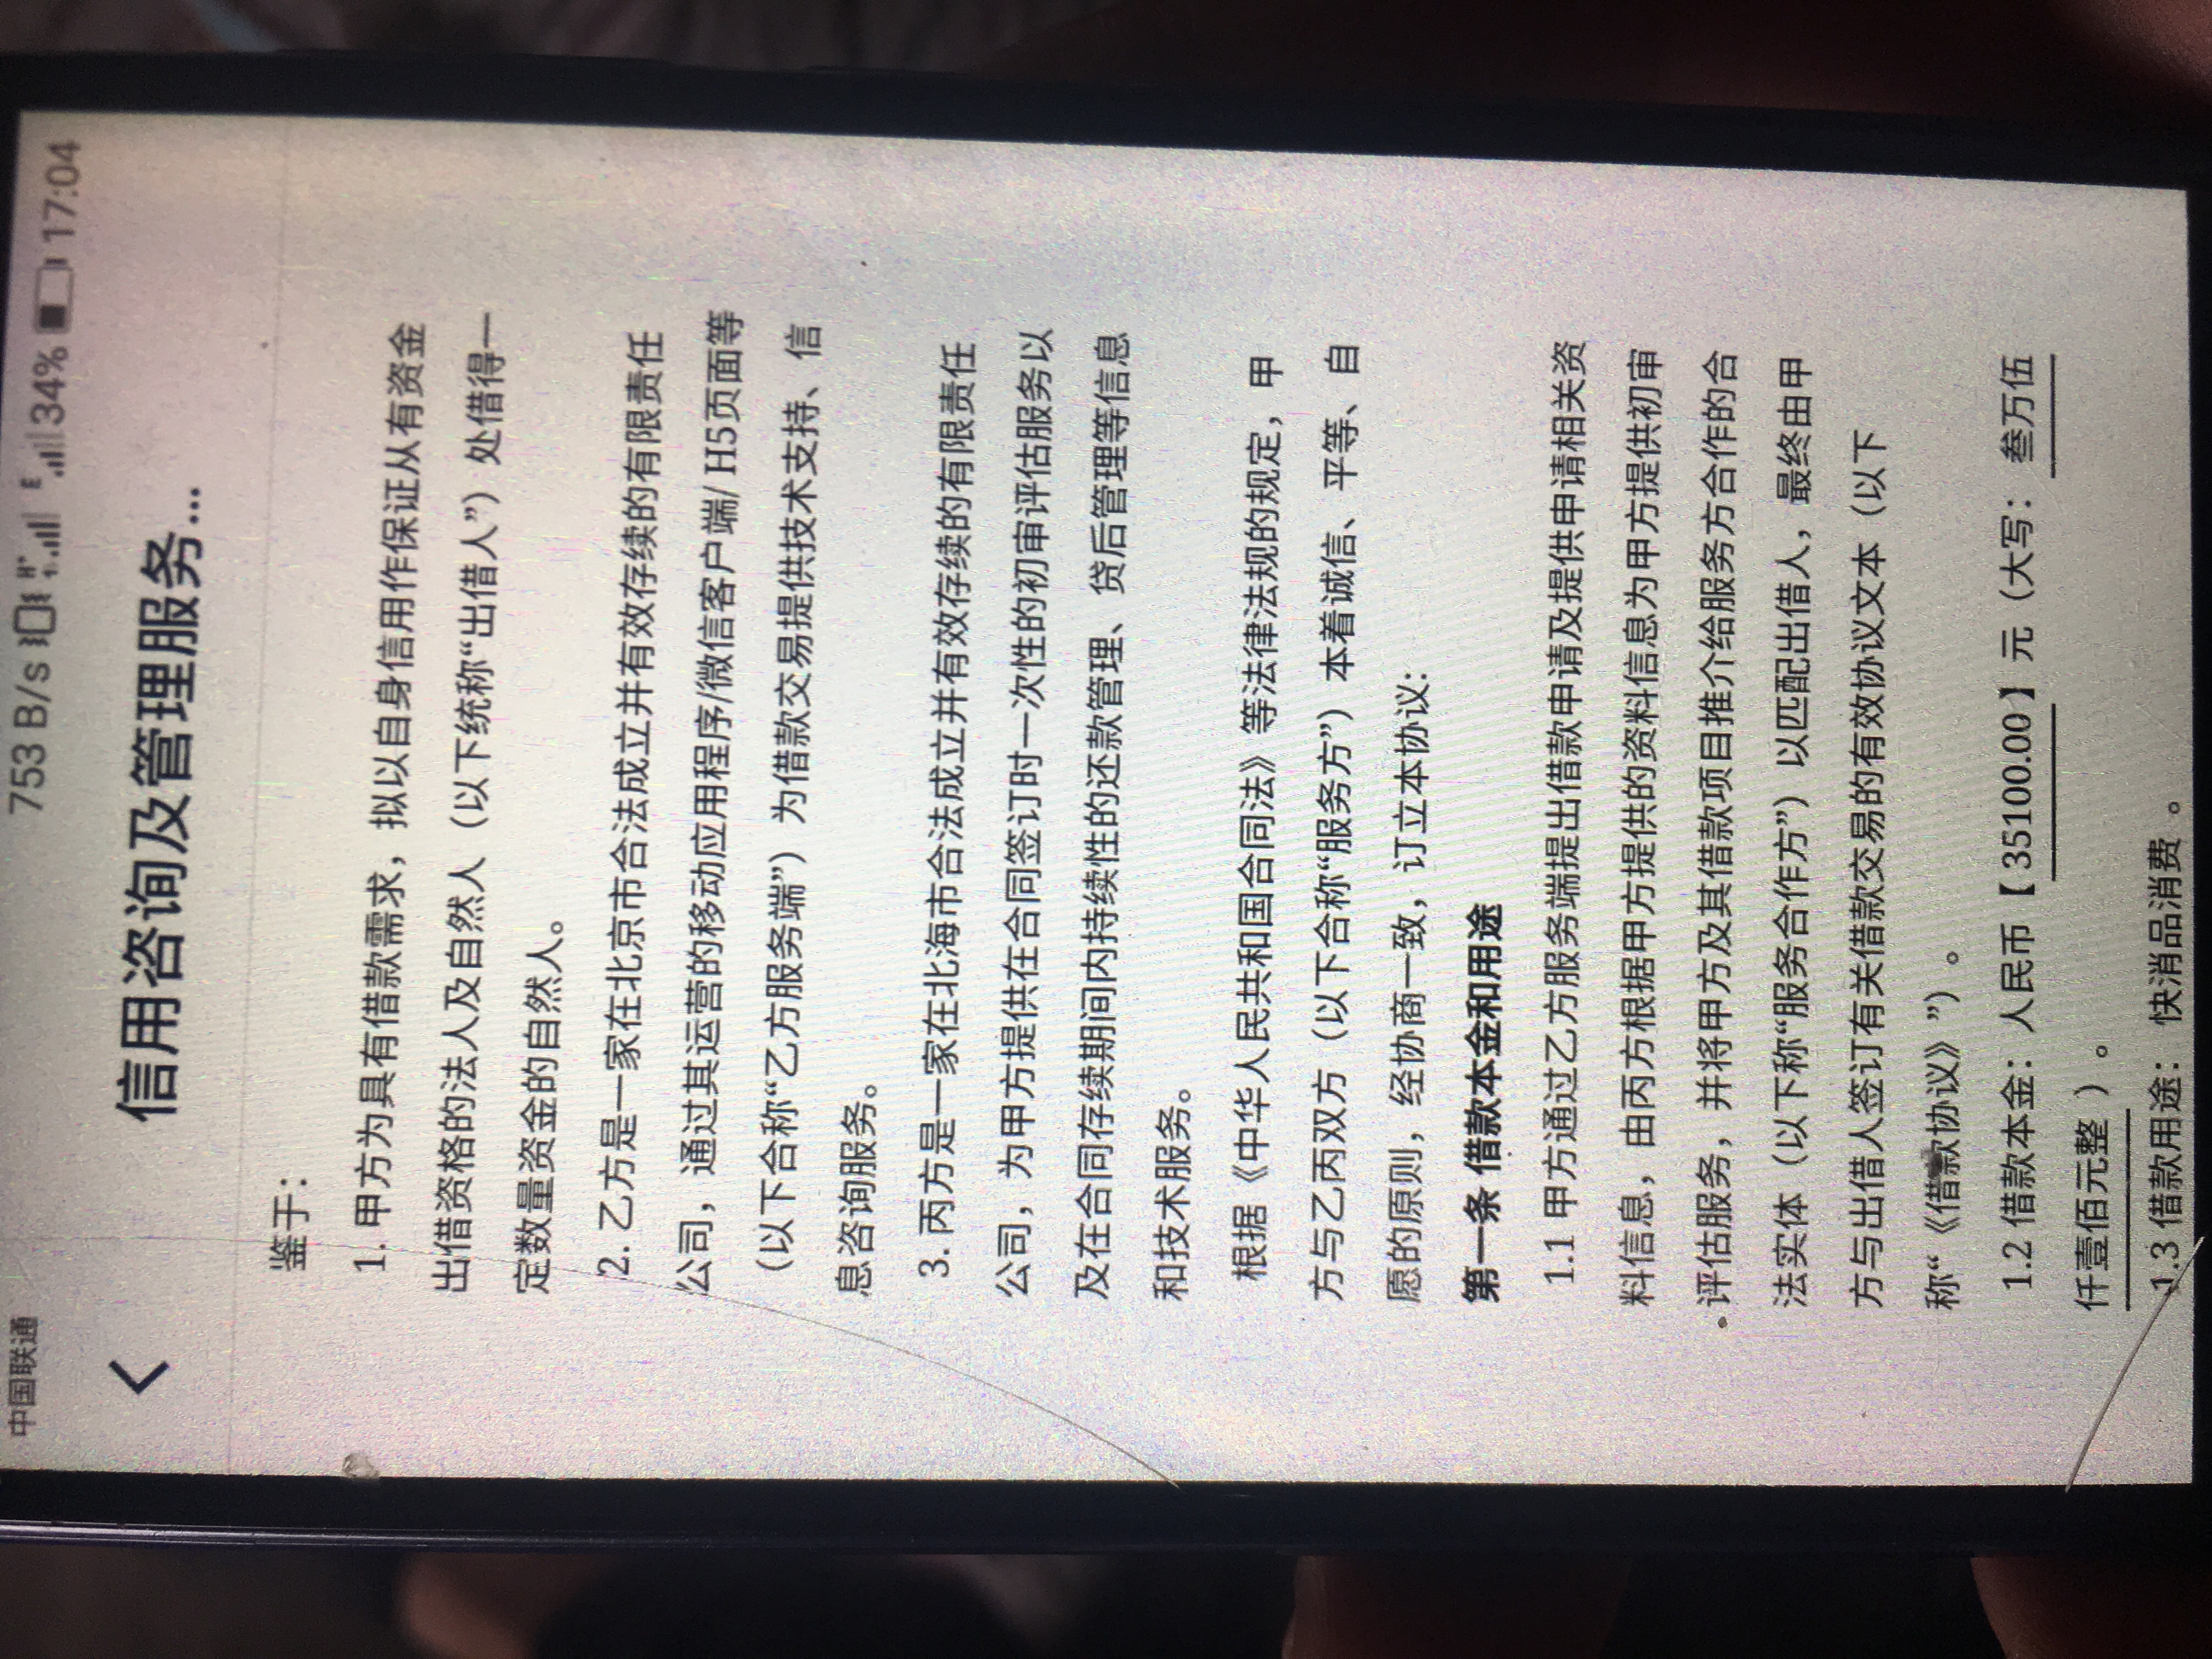 中国联通 753 B/s H+ E 34% 17:04
信用咨询及管理服务...
鉴于：
1. 甲方为具有借款需求，拟以自身信用作保证从有资金
出借资格的法人及自然人（以下统称“出借人”）处借得一
定数量资金的自然人。
2. 乙方是一家在北京市合法成立并有效存续的有限责任
公司，通过其运营的移动应用程序/微信客户端/ H5页面等
（以下合称“乙方服务端”）为借款交易提供技术支持、信
息咨询服务。
3. 丙方是一家在北海市合法成立并有效存续的有限责任
公司，为甲方提供在合同签订时一次性的初审评估服务以
及在合同存续期间内持续性的还款管理、贷后管理等信息
和技术服务。
根据《中华人民共和国合同法》等法律法规的规定，甲
方与乙丙双方（以下合称“服务方”）本着诚信、平等、自
愿的原则，经协商一致，订立本协议:
第一条 借款本金和用途
1.1 甲方通过乙方服务端提出借款申请及提供申请相关资
料信息，由丙方根据甲方提供的资料信息为甲方提供初审
评估服务，并将甲方及其借款项目推介给服务方合作的合
法实体（以下称“服务合作方”）以匹配出借人，最终由甲
方与出借人签订有关借款交易的有效协议文本（以下
称“《借款协议》”）。
1.2 借款本金：人民币【 35100.00 】元（大写： 叁万伍
仟壹佰元整 ）。
1.3 借款用途： 快消品消费 。